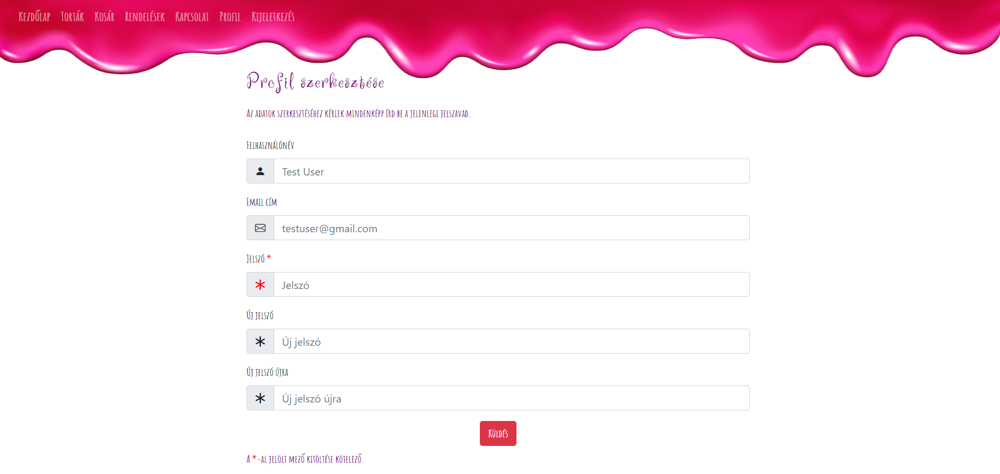 Kezdőlap Torták Kosár Rendelések Kapcsolat Profil Kijeletkezés
Profil szerkesztése
Az adatok szerkesztéséhez kérlek mindenképp írd be a jelenlegi jelszavad.
Felhasználónév
Test User
Email cím
testuser@gmail.com
Jelszó *
Jelszó
Új jelszó
Új jelszó
Új jelszó újra
Új jelszó újra
Küldés
A *-al jelölt mező kitöltése kötelező.